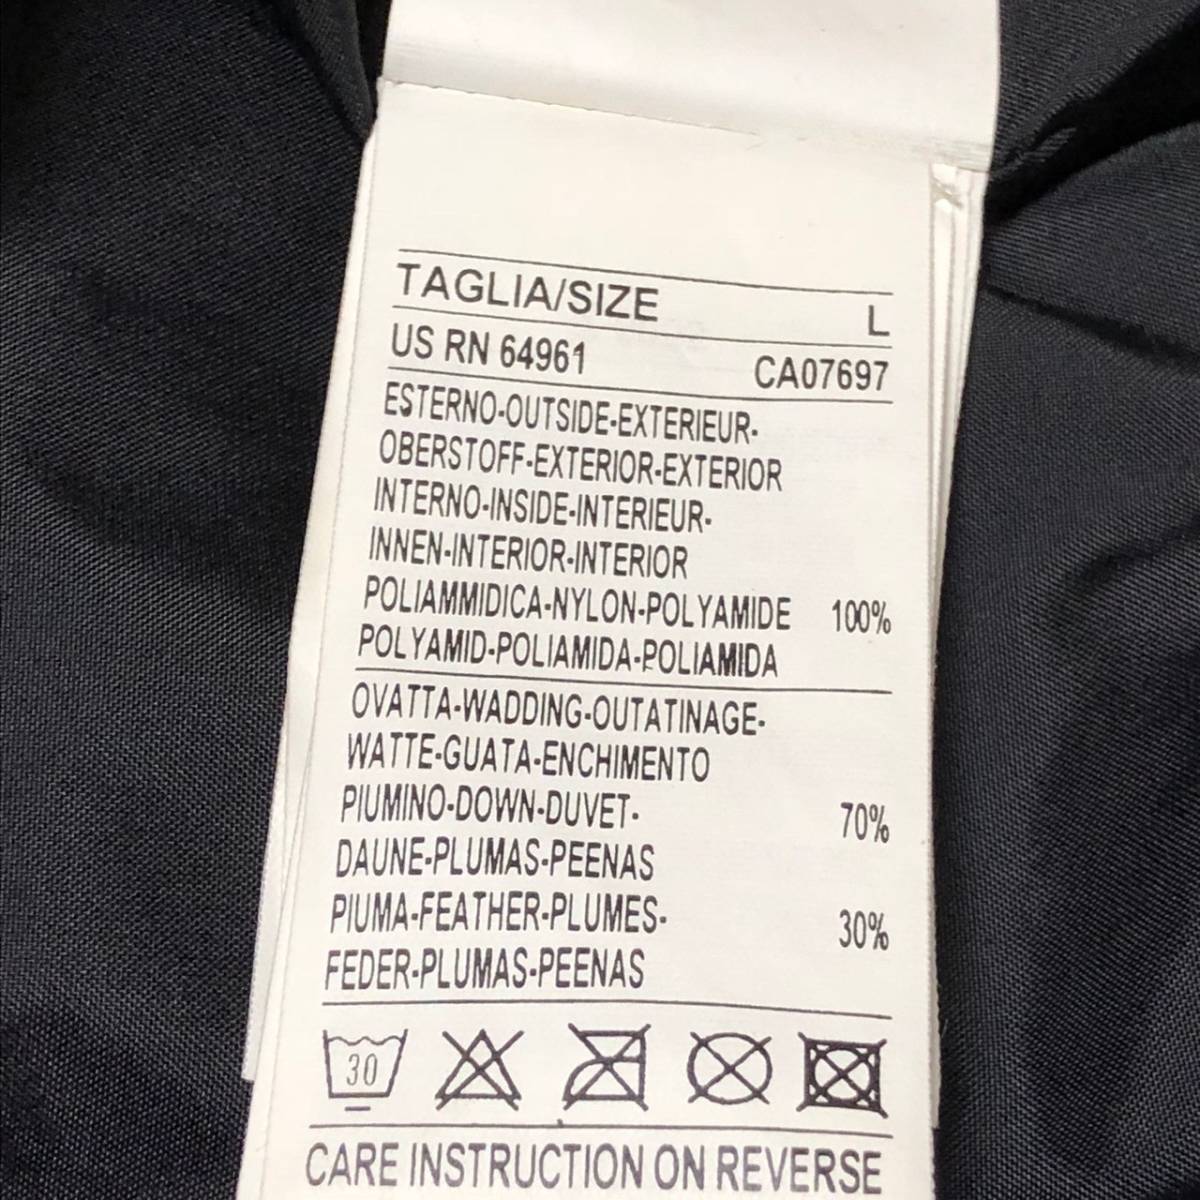 TAGLIA/SIZE L
US RN 64961 CA07697
ESTERNO-OUTSIDE-EXTERIEUR-
OBERSTOFF-EXTERIOR-EXTERIOR
INTERNO-INSIDE-INTERIEUR-
INNEN-INTERIOR-INTERIOR
POLIAMMIDICA-NYLON-POLYAMIDE 100%
POLYAMID-POLIAMIDA-POLIAMIDA
OVATTA-WADDING-OUTATINAGE-
WATTE-GUATA-ENCHIMENTO
PIUMINO-DOWN-DUVET- 70%
DAUNE-PLUMAS-PEENAS
PIUMA-FEATHER-PLUMES- 30%
FEDER-PLUMAS-PEENAS
30
CARE INSTRUCTION ON REVERSE